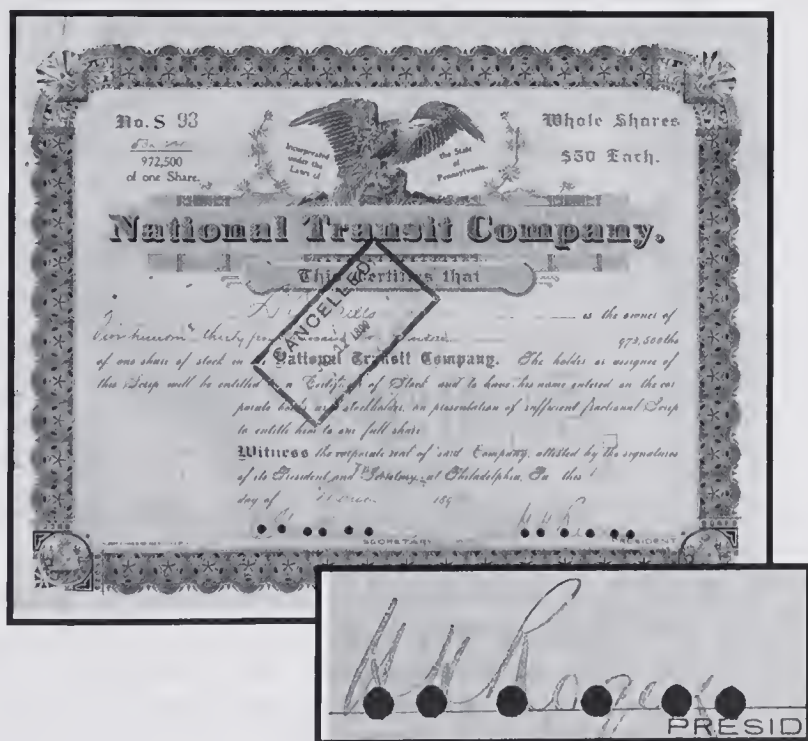 No. S 93
972,500
of one Share.
Incorporated
under the
Laws of
the State
of
Pennsylvania.
Whole Shares
$50 Each.
National Transit Company.
This Certifies that
as the owner of
thirty 972,500ths
of one share of stock in National Transit Company. The holder or assignee of
this Scrip will be entitled to a Certificate of Stock and to have his name entered on the cor
porate books as a stockholder, on presentation of sufficient fractional Scrip
to entitle him to one full share
Witness the corporate seal of said Company, attested by the signatures
of its President and Secretary, at Philadelphia, Pa this
day of 189
CANCELLED
SECRETARY
PRESIDENT
H H Rogers
PRESID